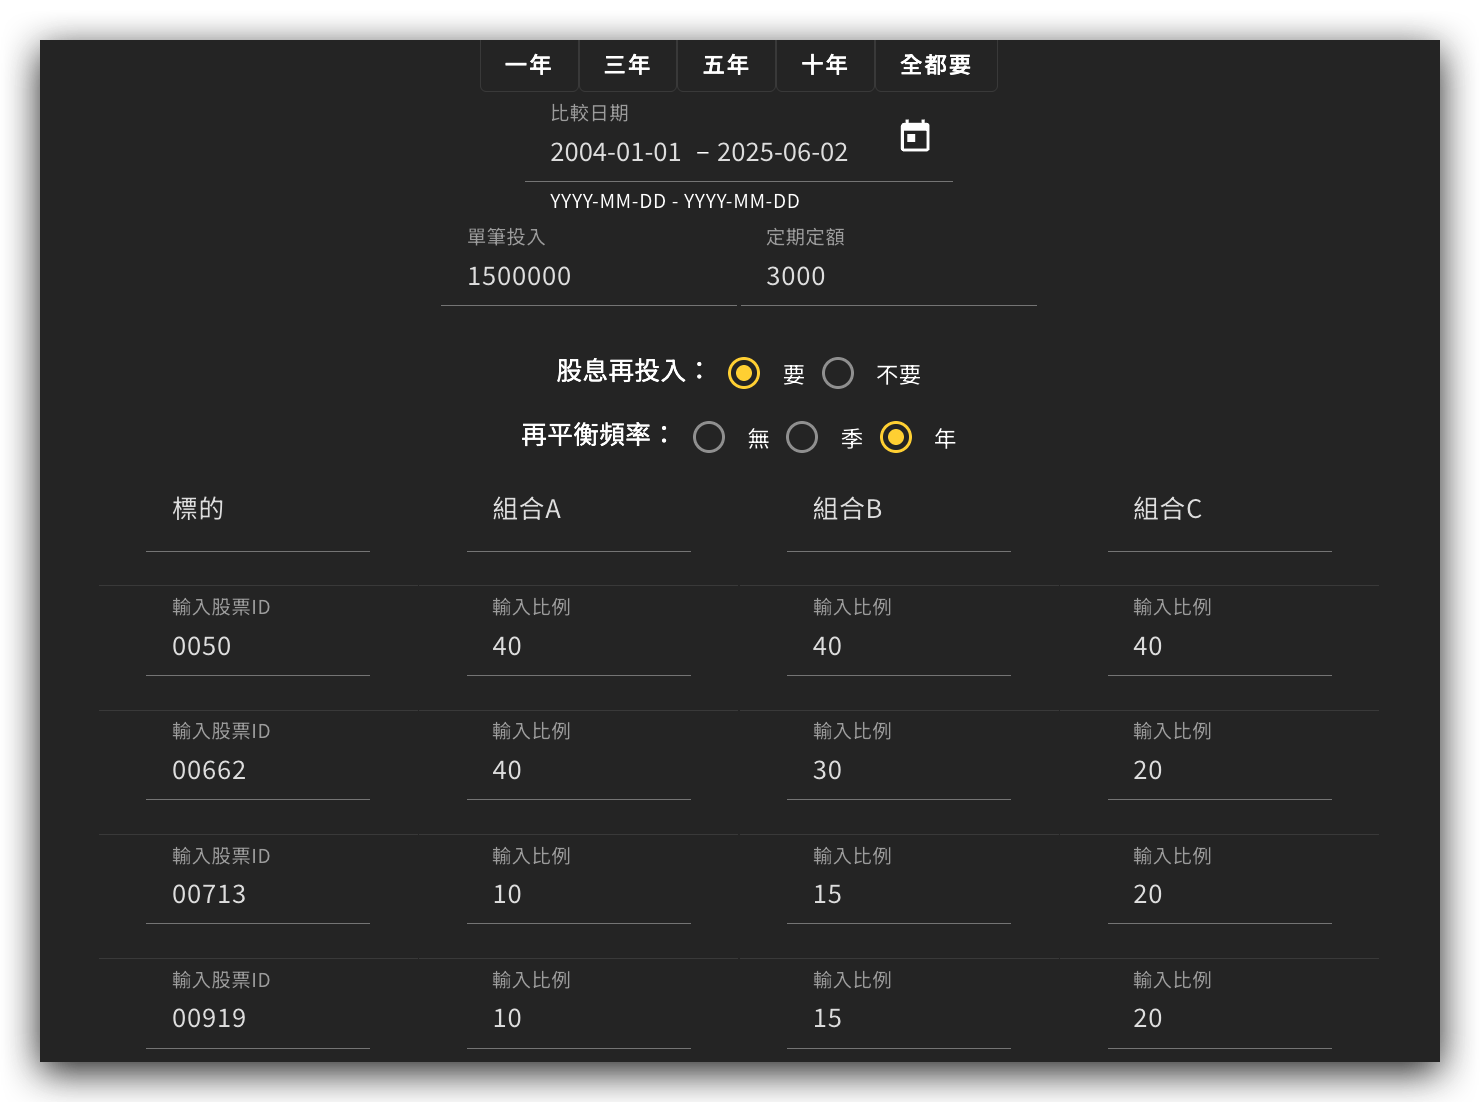 一年 三年 五年 十年 全都要
比較日期
2004-01-01 – 2025-06-02
YYYY-MM-DD - YYYY-MM-DD
單筆投入 定期定額
1500000 3000
股息再投入： 要 不要
再平衡頻率： 無 季 年
標的 組合A 組合B 組合C
輸入股票ID 輸入比例 輸入比例 輸入比例
0050 40 40 40
輸入股票ID 輸入比例 輸入比例 輸入比例
00662 40 30 20
輸入股票ID 輸入比例 輸入比例 輸入比例
00713 10 15 20
輸入股票ID 輸入比例 輸入比例 輸入比例
00919 10 15 20